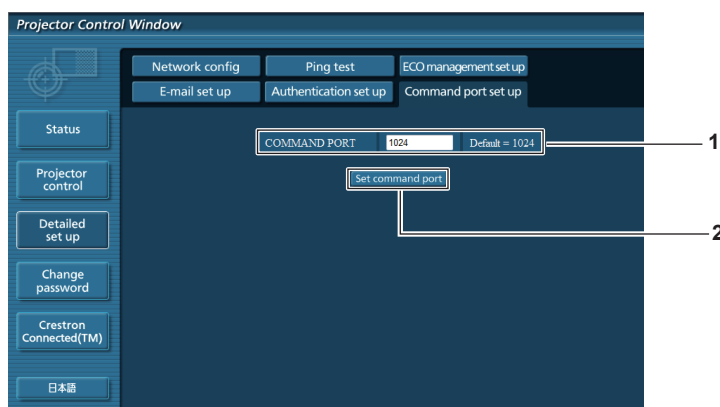 Projector Control Window
Network config
Ping test
ECO management set up
E-mail set up
Authentication set up
Command port set up
Status
Projector
control
Detailed
set up
Change
password
Crestron
Connected(TM)
日本語
COMMAND PORT 1024 Default = 1024
Set command port
1
2